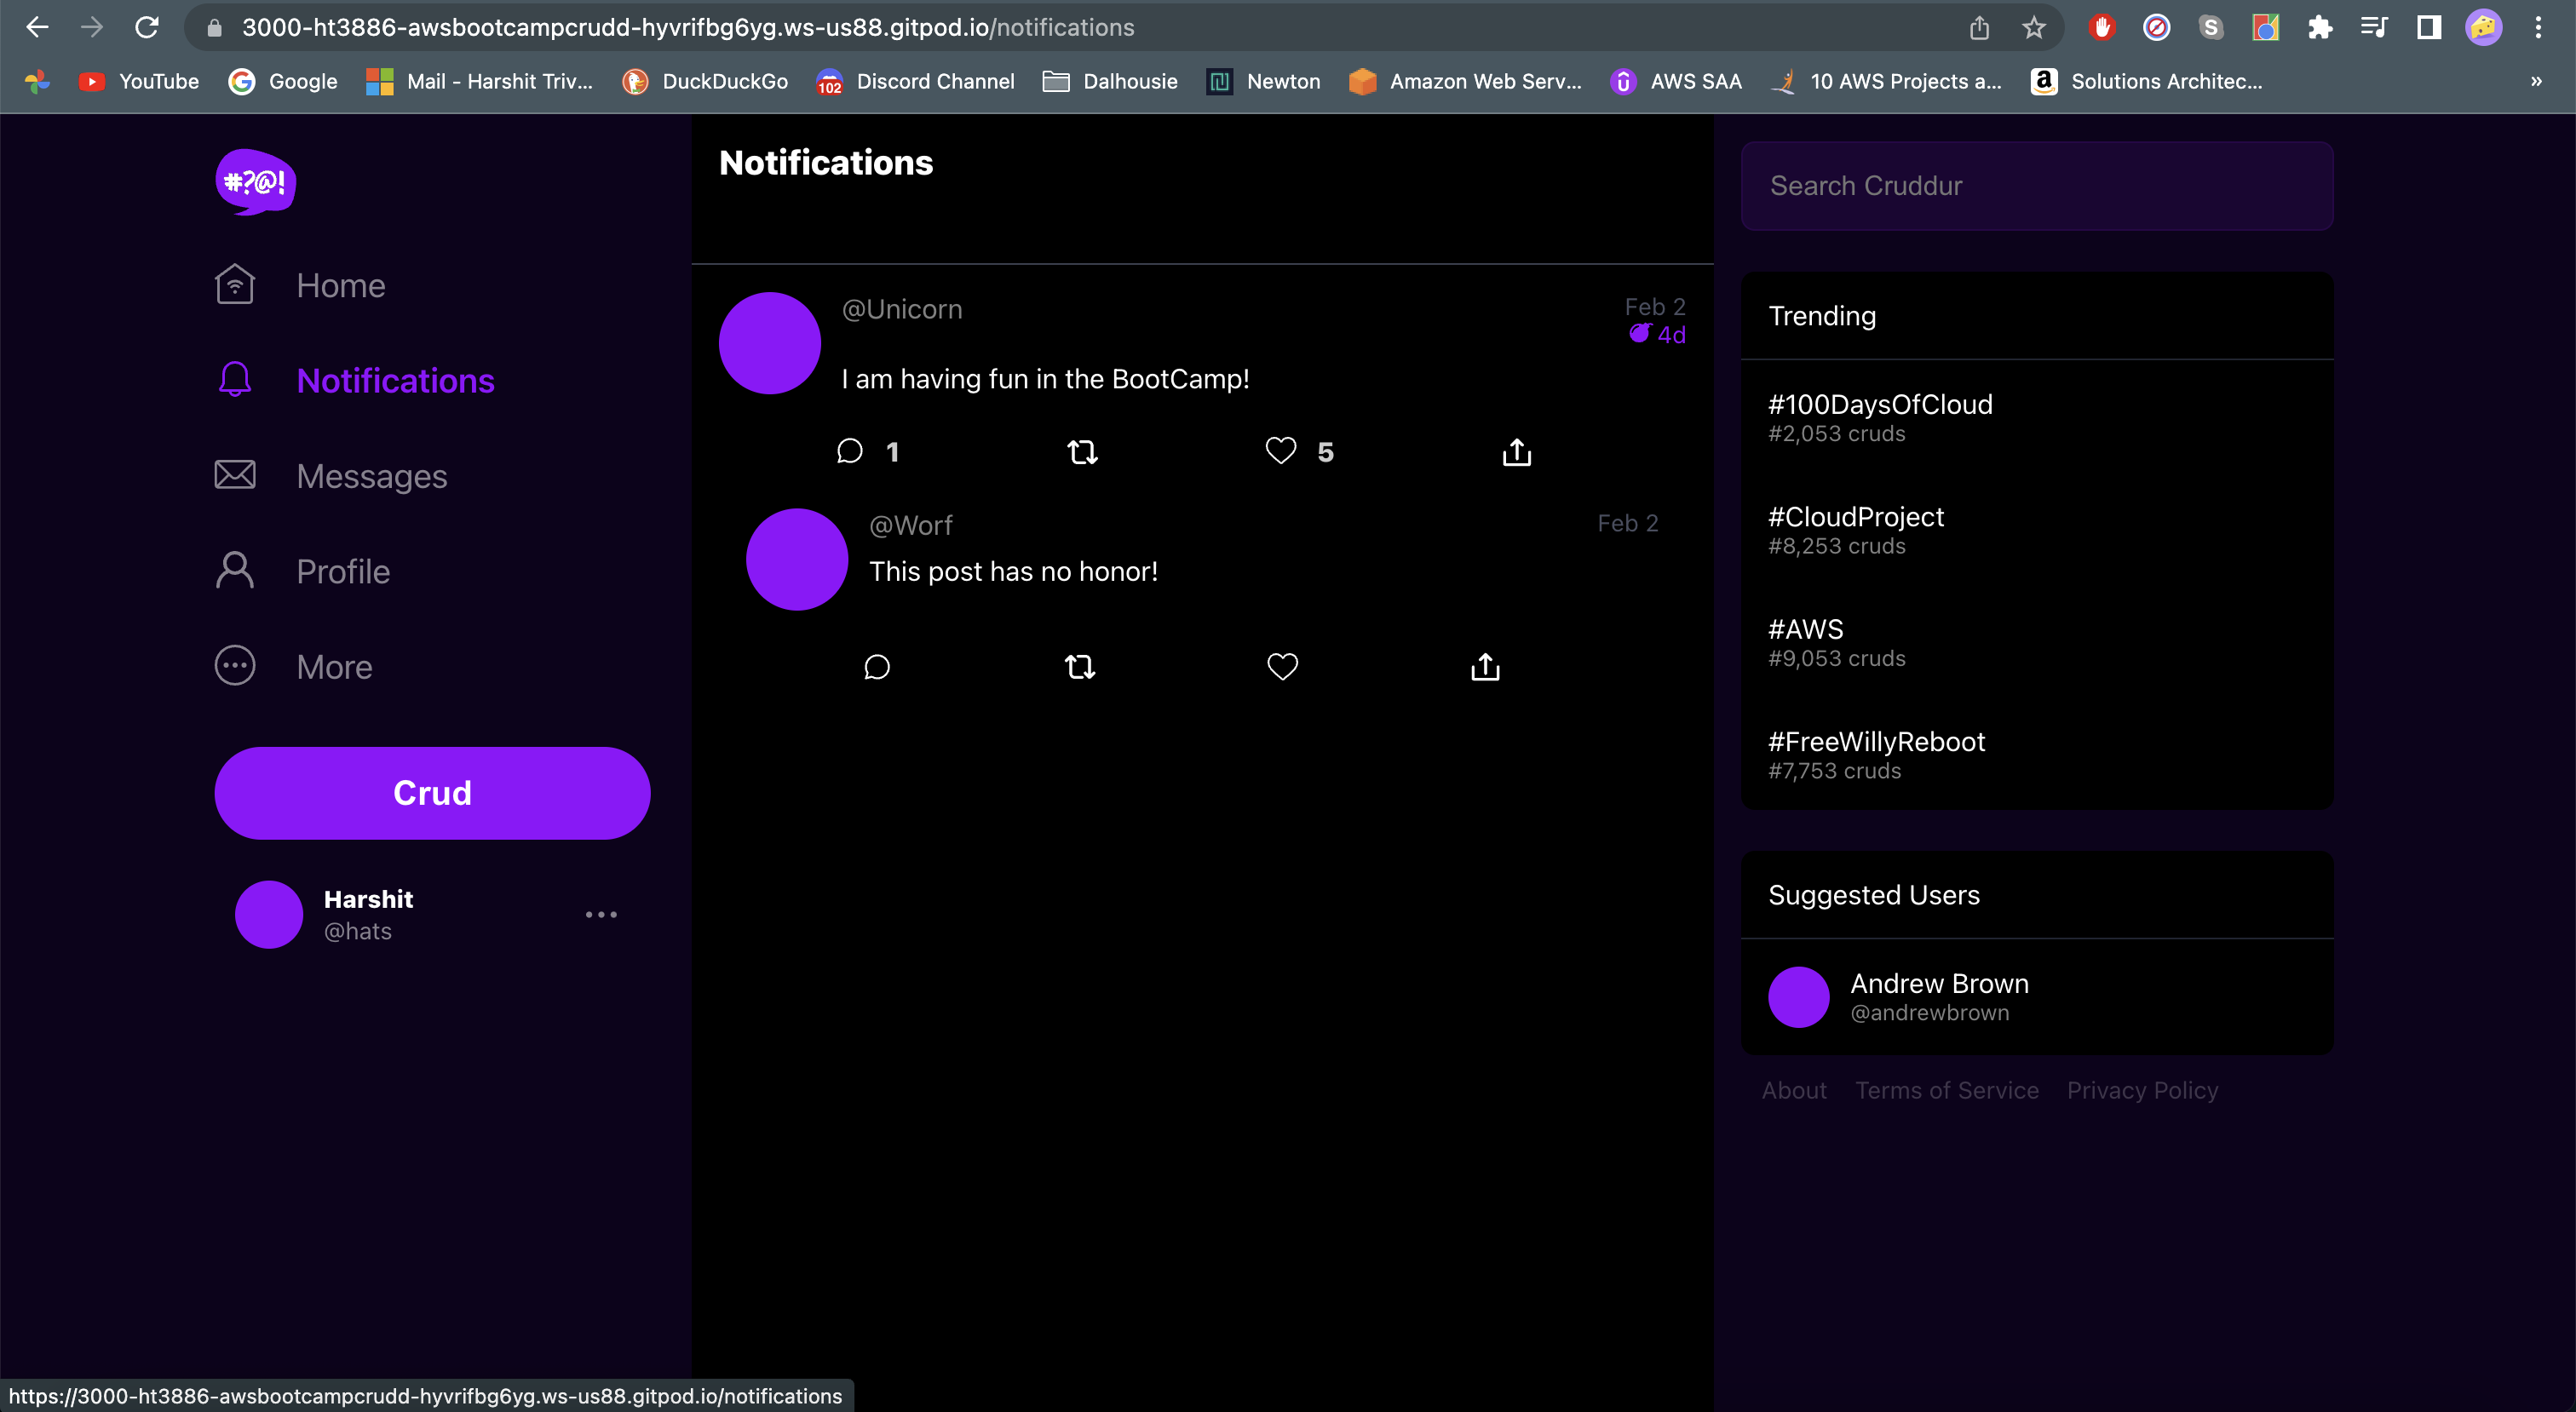 3000-ht3886-awsbootcampcrudd-hyvrifbg6yg.ws-us88.gitpod.io/notifications
YouTube Google Mail - Harshit Triv... DuckDuckGo 102 Discord Channel Dalhousie Newton Amazon Web Serv... AWS SAA 10 AWS Projects a... Solutions Architec... »
#?@!
Home
Notifications
Messages
Profile
More
Crud
Harshit
@hats
Notifications
@Unicorn
Feb 2
4d
I am having fun in the BootCamp!
1 5
@Worf
Feb 2
This post has no honor!
Search Cruddur
Trending
#100DaysOfCloud
#2,053 cruds
#CloudProject
#8,253 cruds
#AWS
#9,053 cruds
#FreeWillyReboot
#7,753 cruds
Suggested Users
Andrew Brown
@andrewbrown
About Terms of Service Privacy Policy
https://3000-ht3886-awsbootcampcrudd-hyvrifbg6yg.ws-us88.gitpod.io/notifications